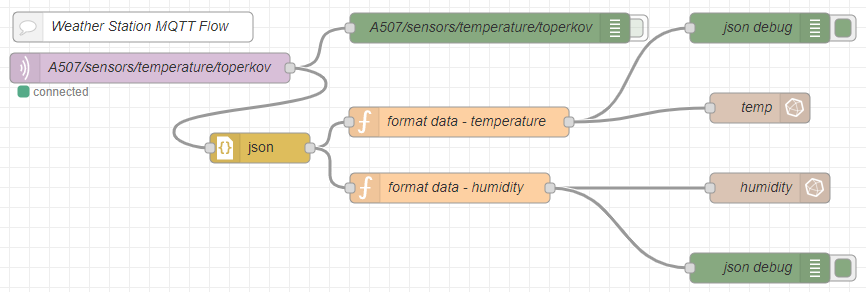 Weather Station MQTT Flow
A507/sensors/temperature/toperkov
json debug
A507/sensors/temperature/toperkov
connected
temp
format data - temperature
json
format data - humidity
humidity
json debug